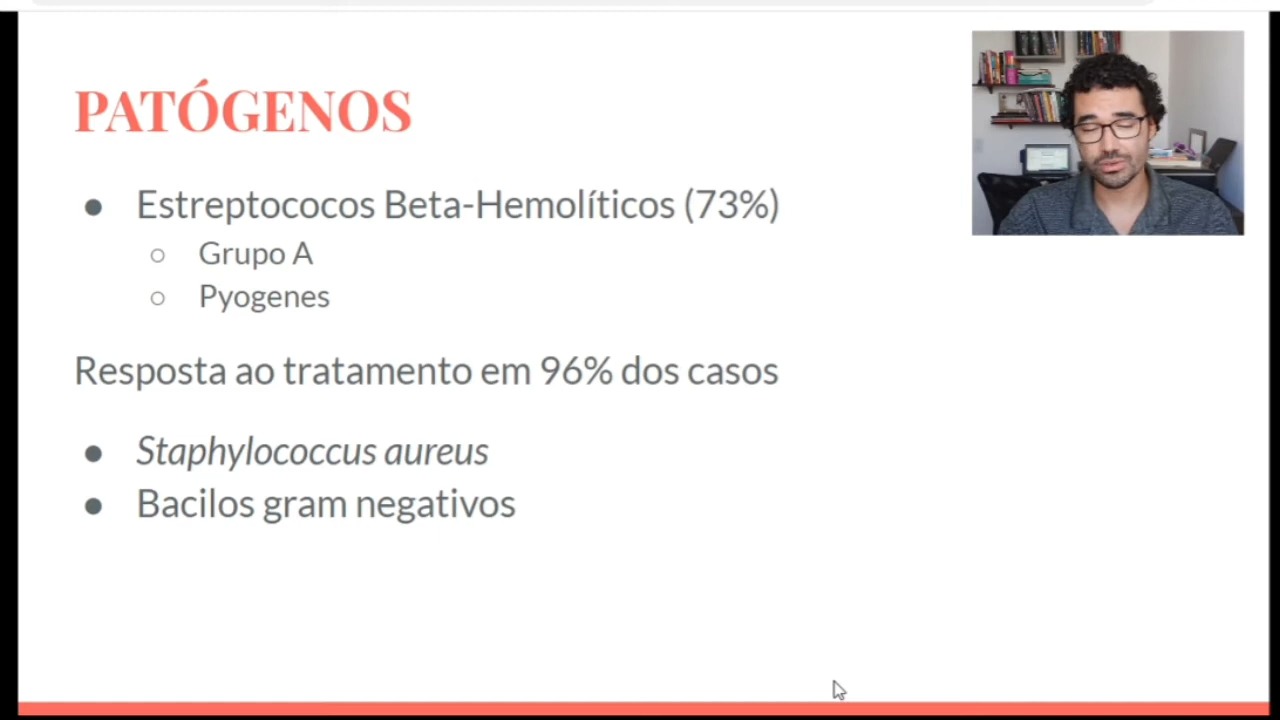 PATÓGENOS
● Estreptococos Beta-Hemolíticos (73%)
○ Grupo A
○ Pyogenes
Resposta ao tratamento em 96% dos casos
● Staphylococcus aureus
● Bacilos gram negativos